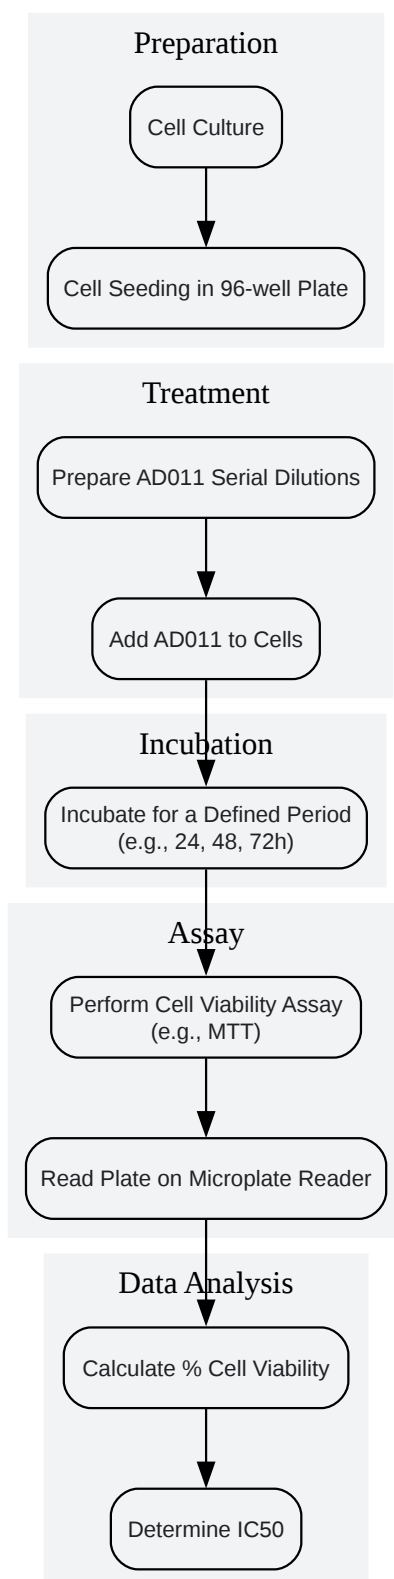 Preparation
Cell Culture
Cell Seeding in 96-well Plate
Treatment
Prepare AD011 Serial Dilutions
Add AD011 to Cells
Incubation
Incubate for a Defined Period
(e.g., 24, 48, 72h)
Assay
Perform Cell Viability Assay
(e.g., MTT)
Read Plate on Microplate Reader
Data Analysis
Calculate % Cell Viability
Determine IC50